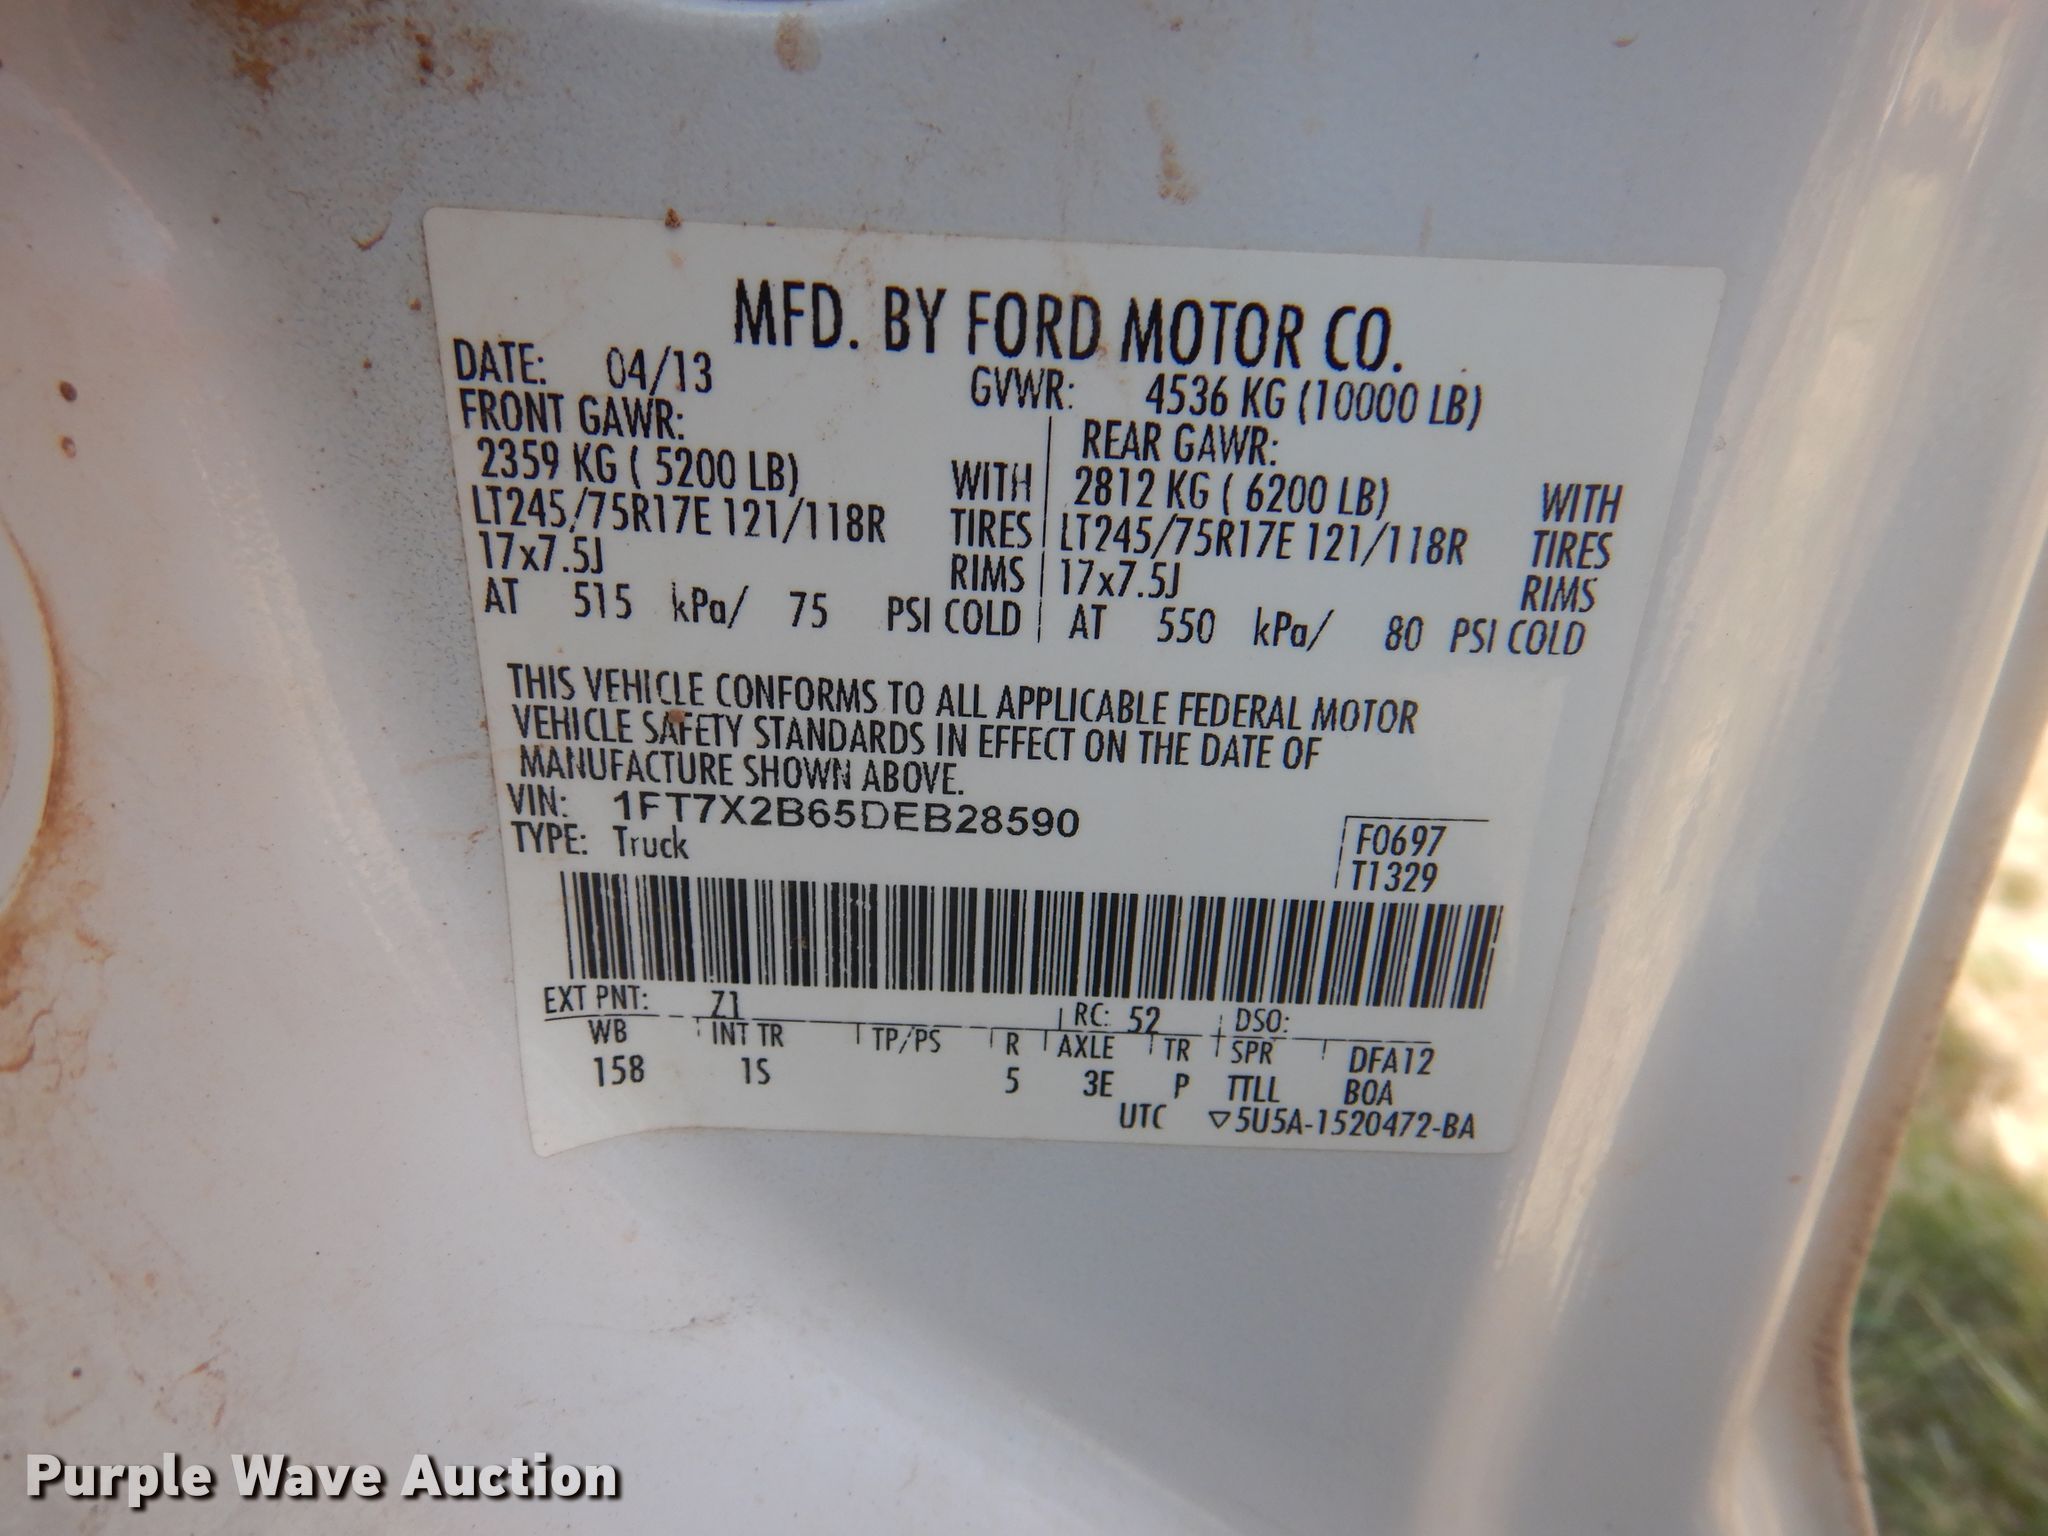 MFD. BY FORD MOTOR CO.
DATE: 04/13 GVWR: 4536 KG (10000 LB)
FRONT GAWR: REAR GAWR:
2359 KG ( 5200 LB) WITH 2812 KG ( 6200 LB) WITH
LT245/75R17E 121/118R TIRES LT245/75R17E 121/118R TIRES
17x7.5J RIMS 17x7.5J RIMS
AT 515 kPa/ 75 PSI COLD AT 550 kPa/ 80 PSI COLD
THIS VEHICLE CONFORMS TO ALL APPLICABLE FEDERAL MOTOR
VEHICLE SAFETY STANDARDS IN EFFECT ON THE DATE OF
MANUFACTURE SHOWN ABOVE.
VIN: 1FT7X2B65DEB28590
TYPE: Truck
F0697
T1329
EXT PNT: Z1 RC: 52 DSO:
WB INT TR TP/PS R AXLE TR SPR DFA12
158 1S 5 3E P TTLL BOA
UTC ▽5U5A-1520472-BA
Purple Wave Auction